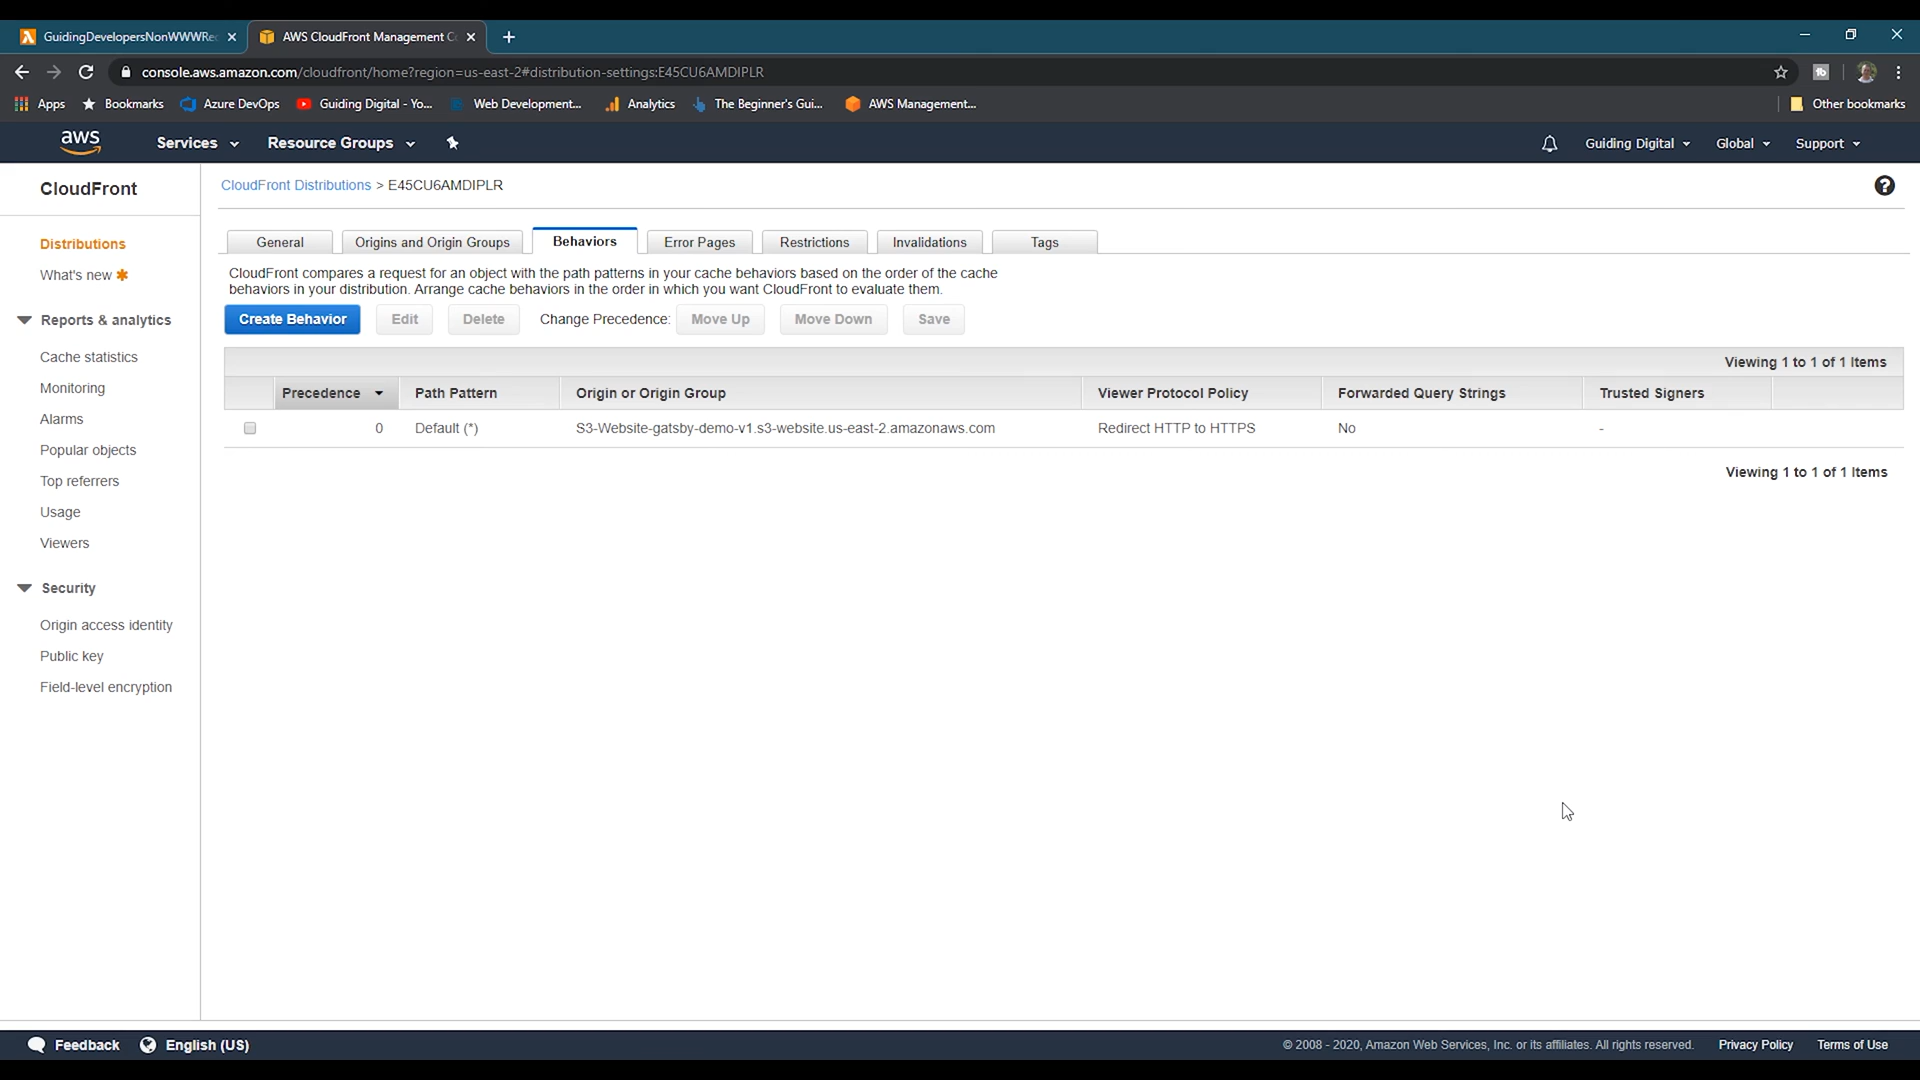 GuidingDevelopersNonWWWRe
AWS CloudFront Management C
console.aws.amazon.com/cloudfront/home?region=us-east-2#distribution-settings:E45CU6AMDIPLR
Apps
Bookmarks
Azure DevOps
Guiding Digital - Yo...
Web Development...
Analytics
The Beginner's Gui...
AWS Management...
Other bookmarks
aws
Services
Resource Groups
Guiding Digital
Global
Support
CloudFront
CloudFront Distributions > E45CU6AMDIPLR
Distributions
What's new
Reports & analytics
Cache statistics
Monitoring
Alarms
Popular objects
Top referrers
Usage
Viewers
Security
Origin access identity
Public key
Field-level encryption
General
Origins and Origin Groups
Behaviors
Error Pages
Restrictions
Invalidations
Tags
CloudFront compares a request for an object with the path patterns in your cache behaviors based on the order of the cache
behaviors in your distribution. Arrange cache behaviors in the order in which you want CloudFront to evaluate them.
Create Behavior
Edit
Delete
Change Precedence:
Move Up
Move Down
Save
Viewing 1 to 1 of 1 Items
Precedence
Path Pattern
Origin or Origin Group
Viewer Protocol Policy
Forwarded Query Strings
Trusted Signers
0
Default (*)
S3-Website-gatsby-demo-v1.s3-website.us-east-2.amazonaws.com
Redirect HTTP to HTTPS
No
-
Viewing 1 to 1 of 1 Items
Feedback
English (US)
© 2008 - 2020, Amazon Web Services, Inc. or its affiliates. All rights reserved.
Privacy Policy
Terms of Use